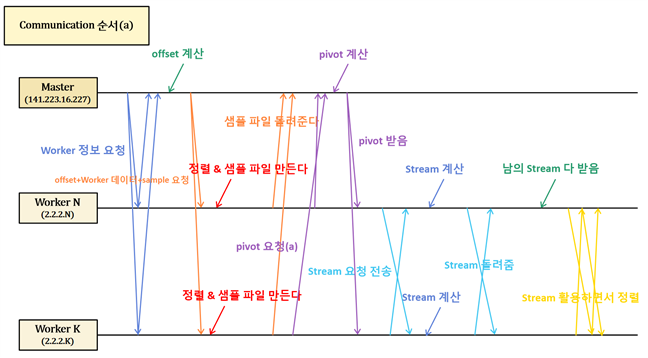 Communication 순서(a)
offset 계산
pivot 계산
Master
(141.223.16.227)
샘플 파일 돌려준다
Worker 정보 요청
pivot 받음
정렬 & 샘플 파일 만든다
Stream 계산
남의 Stream 다 받음
offset+Worker 데이터+sample 요청
Worker N
(2.2.2.N)
pivot 요청(a)
Stream 요청 전송
Stream 돌려줌
정렬 & 샘플 파일 만든다
Stream 계산
Stream 활용하면서 정렬
Worker K
(2.2.2.K)